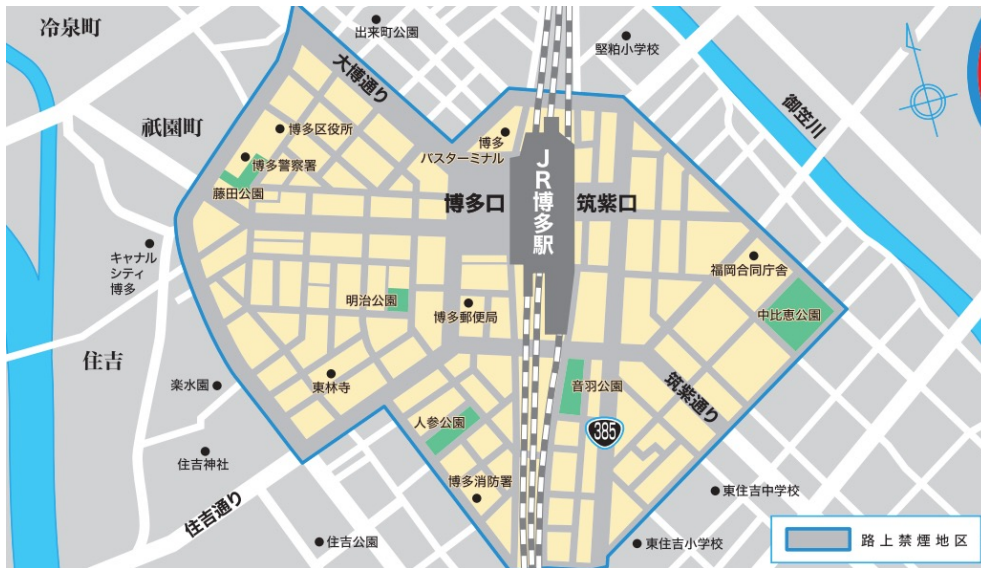 冷泉町
出来町公園
堅粕小学校
大博通り
御笠川
祇園町
博多区役所
博多
バスターミナル
博多警察署
藤田公園
JR博多駅
博多口
筑紫口
キャナル
シティ
博多
福岡合同庁舎
明治公園
博多郵便局
中比恵公園
住吉
楽水園
東林寺
音羽公園
筑紫通り
人参公園
385
住吉神社
博多消防署
東住吉中学校
住吉通り
住吉公園
東住吉小学校
路上禁煙地区